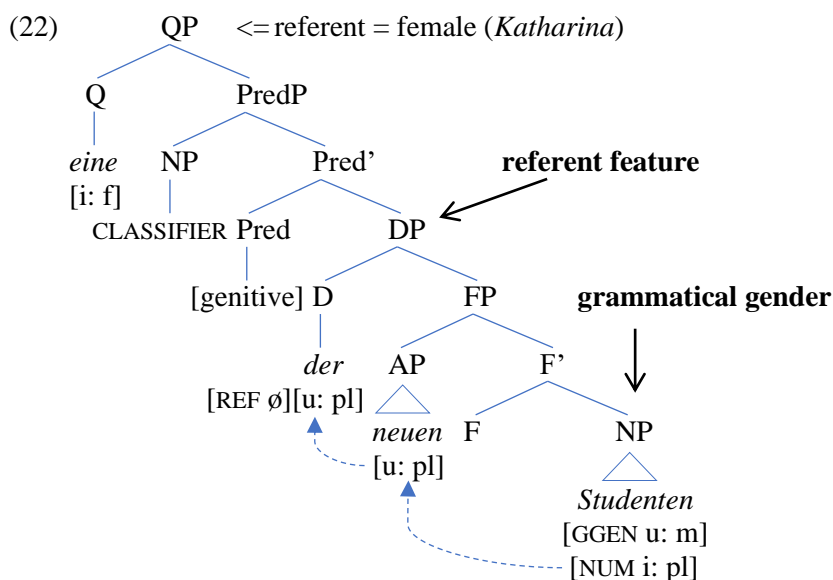 (22) QP <= referent = female (Katharina)
Q PredP
eine NP Pred’ referent feature
[i: f]
CLASSIFIER Pred DP
[genitive] D FP grammatical gender
der AP F’
[REF ø][u: pl]
neuen F NP
[u: pl]
Studenten
[GGEN u: m]
[NUM i: pl]